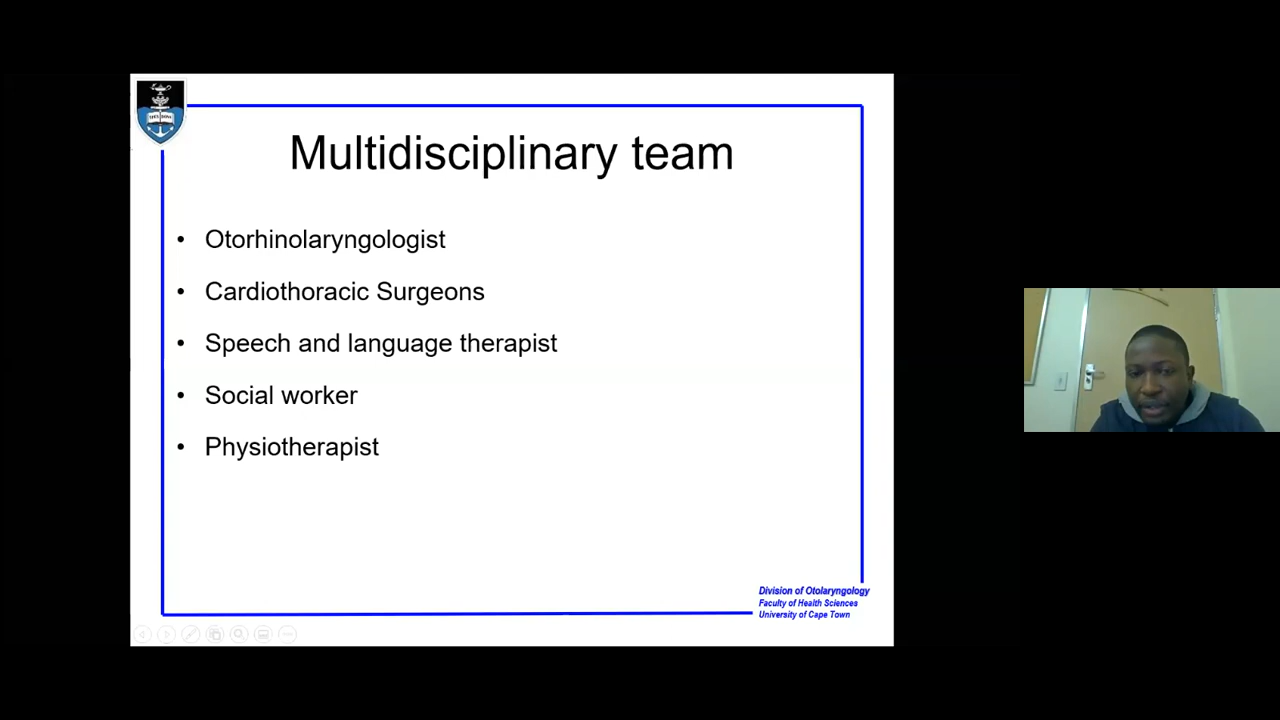 Multidisciplinary team
• Otorhinolaryngologist
• Cardiothoracic Surgeons
• Speech and language therapist
• Social worker
• Physiotherapist
Division of Otolaryngology
Faculty of Health Sciences
University of Cape Town